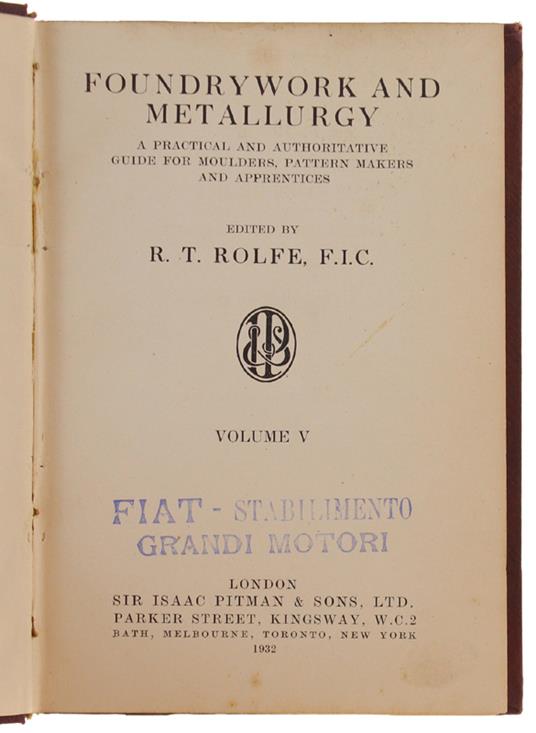 FOUNDRYWORK AND
METALLURGY
A PRACTICAL AND AUTHORITATIVE
GUIDE FOR MOULDERS, PATTERN MAKERS
AND APPRENTICES
EDITED BY
R. T. ROLFE, F.I.C.
VOLUME V
FIAT - STABILIMENTO
GRANDI MOTORI
LONDON
SIR ISAAC PITMAN & SONS, LTD.
PARKER STREET, KINGSWAY, W.C.2
BATH, MELBOURNE, TORONTO, NEW YORK
1932